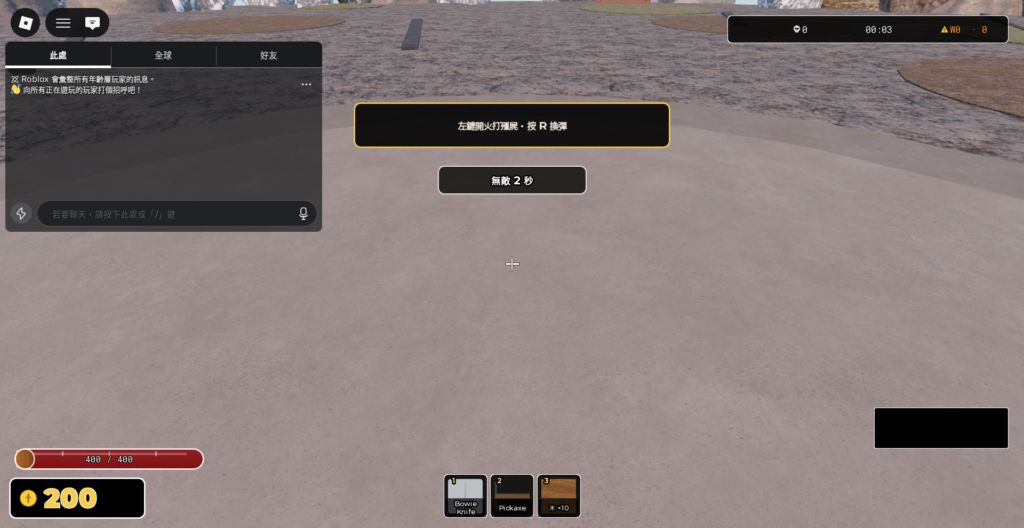 此處
全球
好友
Roblox 會彙整所有年齡層玩家的訊息。
向所有正在遊玩的玩家打個招呼吧！
若要聊天，請按下此處或「/」鍵
0
00:03
W0 · 0
左鍵開火打殭屍・按 R 換彈
無敵 2 秒
400 / 400
200
1
Bowie
Knife
2
Pickaxe
3
木 ×10